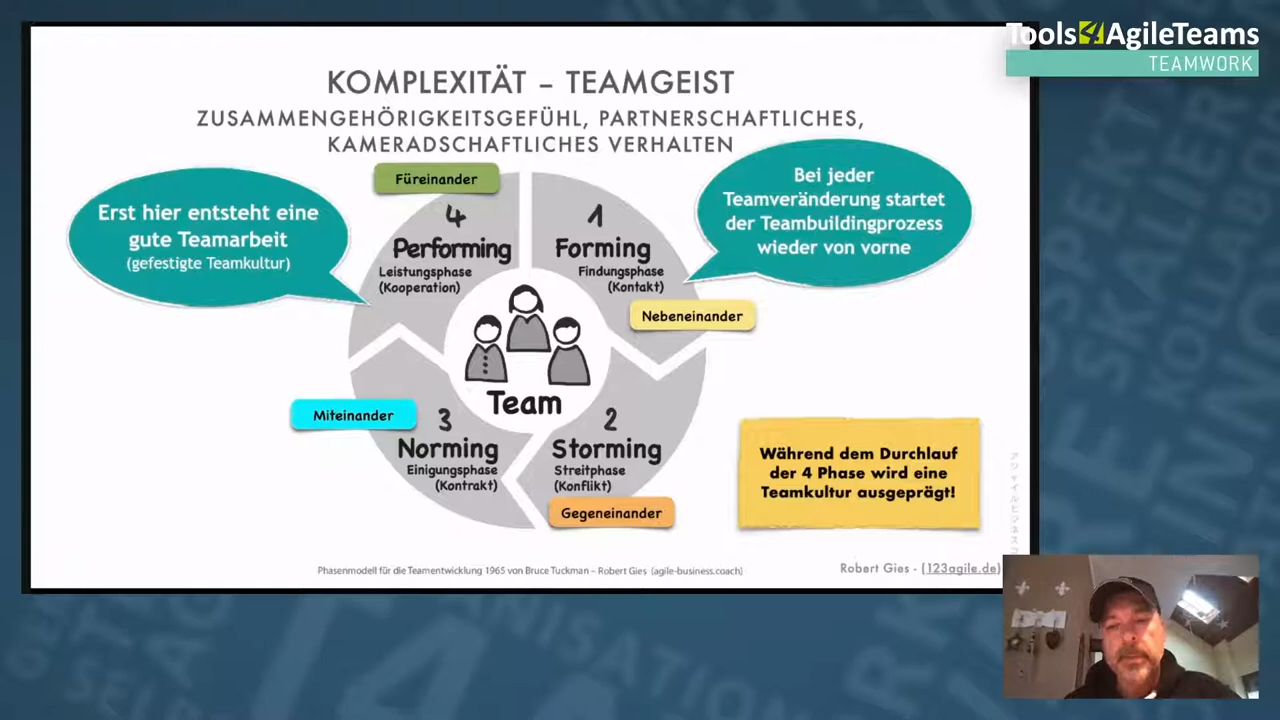 Tools4AgileTeams
TEAMWORK
KOMPLEXITÄT – TEAMGEIST
ZUSAMMENGEHÖRIGKEITSGEFÜHL, PARTNERSCHAFTLICHES,
KAMERADSCHAFTLICHES VERHALTEN
Füreinander
Erst hier entsteht eine
gute Teamarbeit
(gefestigte Teamkultur)
4
Performing
Leistungsphase
(Kooperation)
1
Forming
Findungsphase
(Kontakt)
Bei jeder
Teamveränderung startet
der Teambuildingprozess
wieder von vorne
Nebeneinander
Team
Miteinander
3
Norming
Einigungsphase
(Kontrakt)
2
Storming
Streitphase
(Konflikt)
Gegeneinander
Während dem Durchlauf
der 4 Phase wird eine
Teamkultur ausgeprägt!
Phasenmodell für die Teamentwicklung 1965 von Bruce Tuckman – Robert Gies (agile-business.coach)
Robert Gies - (123agile.de)